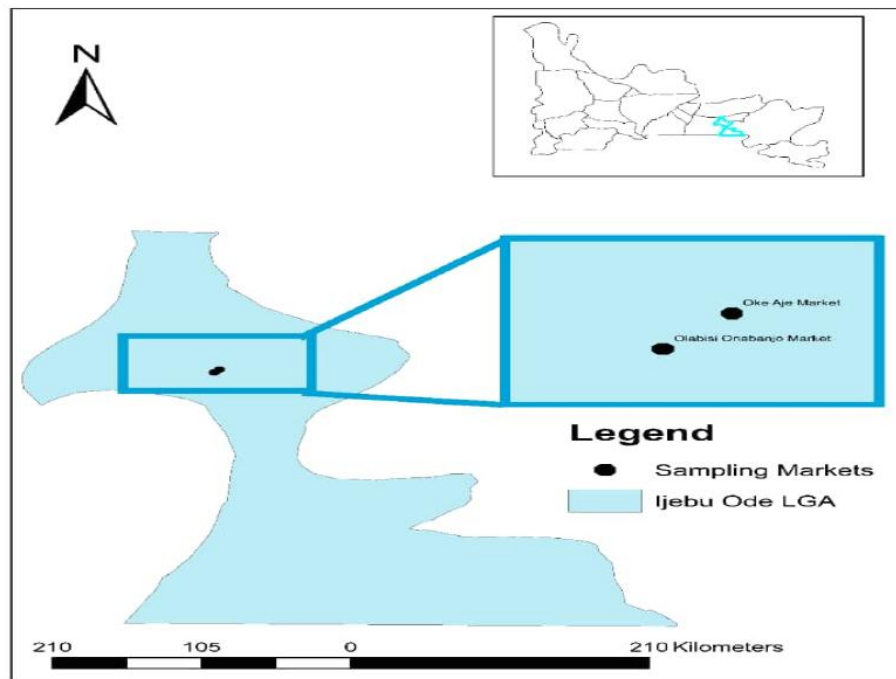 N
Oke Aje Market
Olabisi Onabanjo Market
Legend
Sampling Markets
Ijebu Ode LGA
210 105 0 210 Kilometers